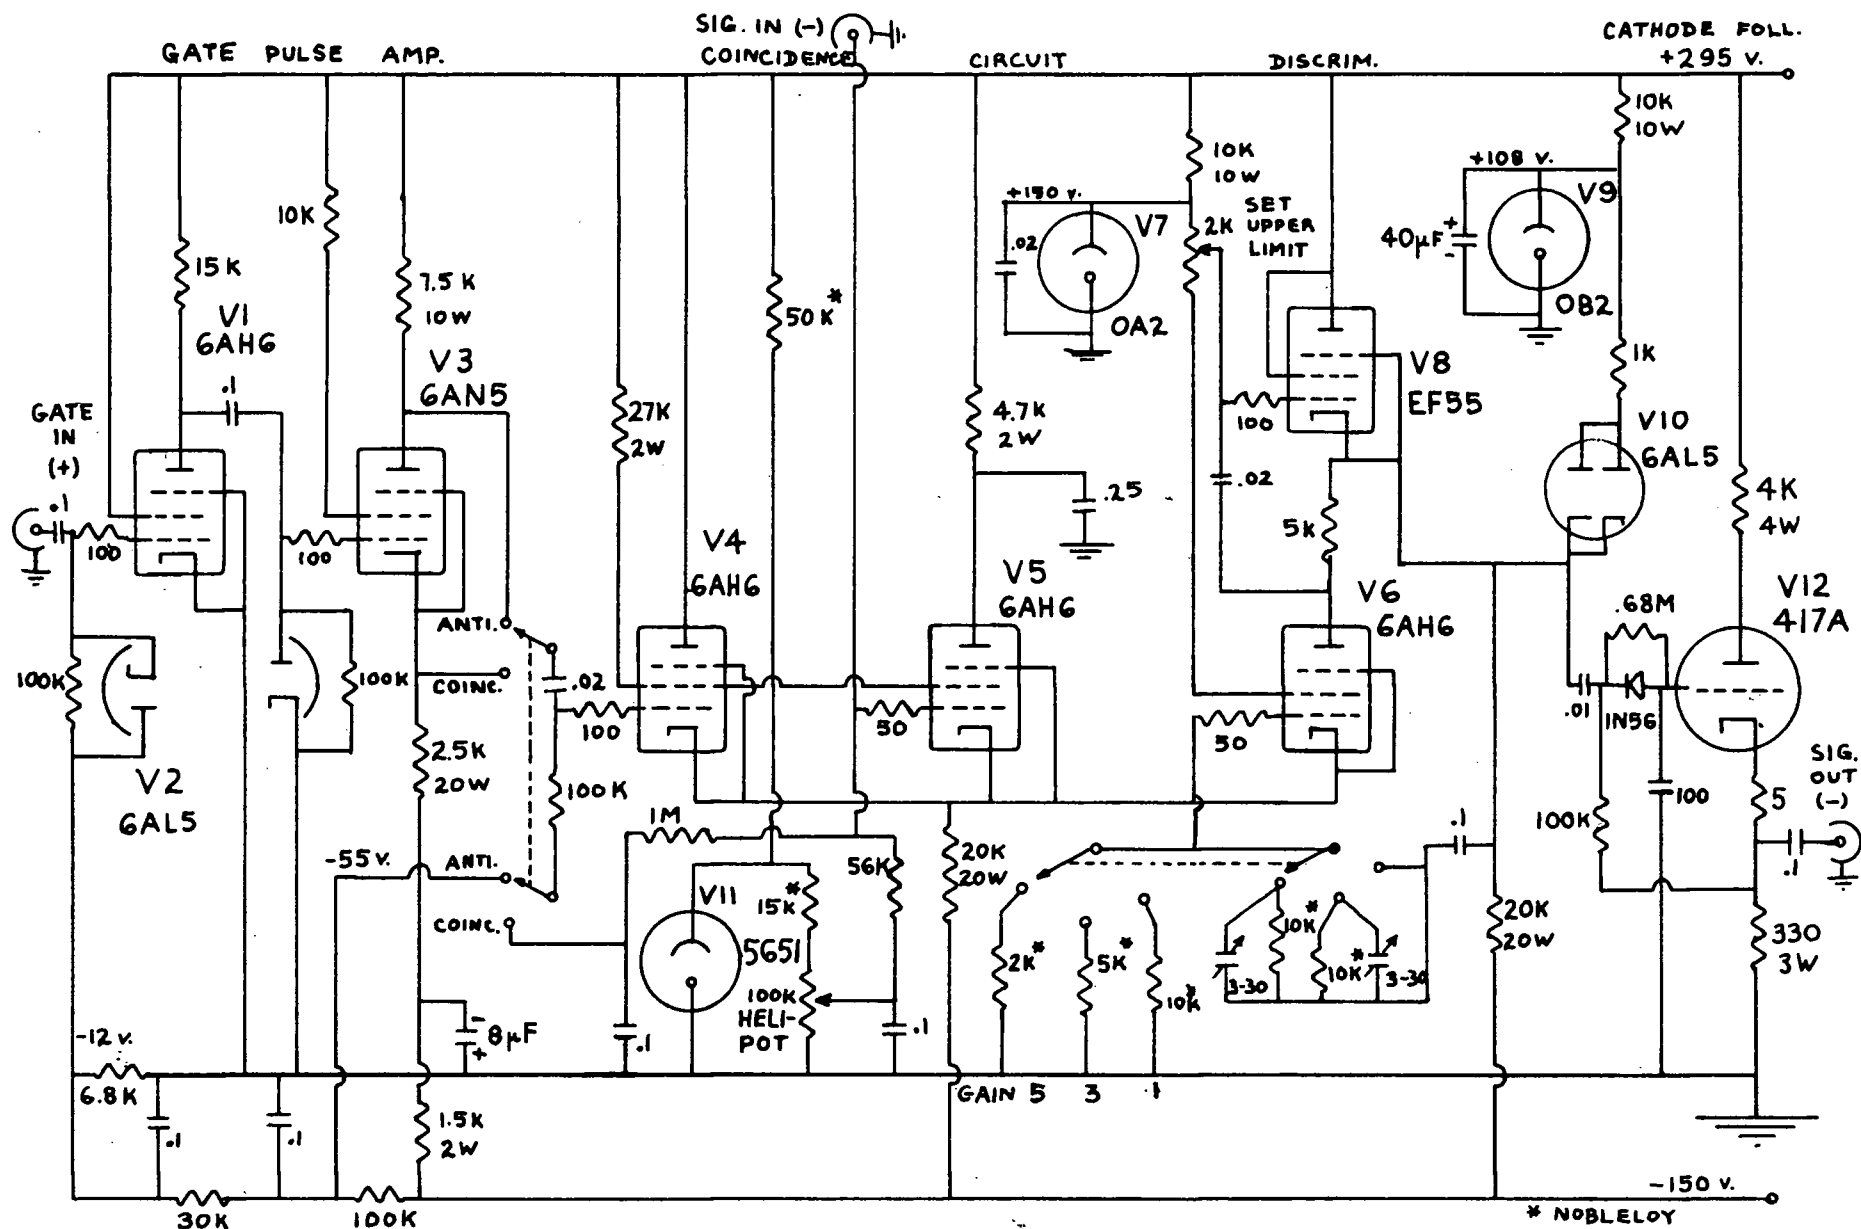 SIG. IN (-)
GATE PULSE AMP.
COINCIDENCE
CIRCUIT
DISCRIM.
CATHODE FOLL.
+295 V.
10K
10W
10K
10W
+108 V.
V9
40µF
+
-
OB2
+150 V.
V7
.02
OA2
2K
SET
UPPER
LIMIT
10K
15K
7.5K
10W
50K*
V1
6AH6
V3
6AN5
.1
GATE
IN
(+)
.1
100
100
27K
2W
4.7K
2W
.25
V8
EF55
100
.02
5K
1K
V10
6AL5
4K
4W
V4
6AH6
V5
6AH6
V6
6AH6
V12
417A
.68M
ANTI.
COINC.
.02
100
50
50
.01
1N56
100K
100K
V2
6AL5
2.5K
20W
100K
1M
56K
20K
20W
100K
100
5
SIG.
OUT
(-)
.1
.1
-55 V.
ANTI.
COINC.
V11
5651
15K*
100K
HELI-
POT
2K*
5K*
10K*
10K*
10K*
3-30
3-30
20K
20W
330
3W
-12 V.
6.8K
-
8µF
+
.1
.1
GAIN 5 3 1
.1
.1
1.5K
2W
30K
100K
-150 V.
* NOBLELOY